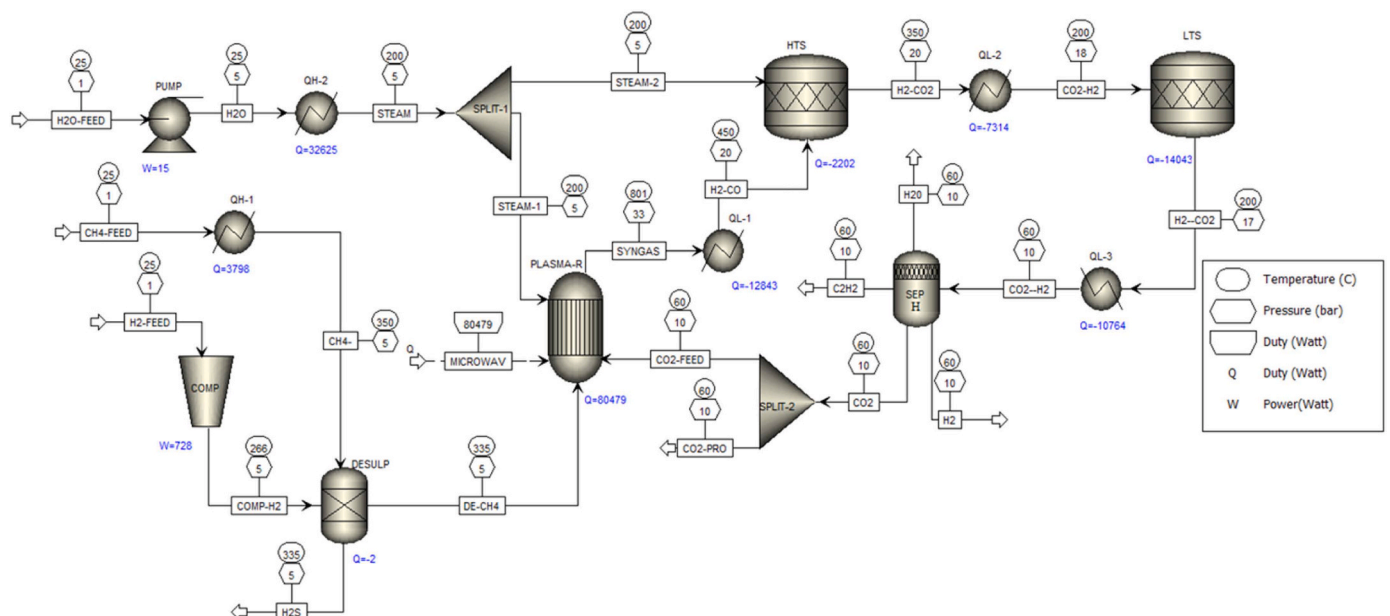 25
1
H2O-FEED
PUMP
W=15
25
5
H2O
QH-2
Q=32625
200
5
STEAM
SPLIT-1
200
5
STEAM-2
HTS
Q=-2202
350
20
H2-CO2
QL-2
Q=-7314
200
18
CO2-H2
LTS
Q=-14043
25
1
CH4-FEED
QH-1
Q=3798
STEAM-1
200
5
450
20
H2-CO
801
33
SYNGAS
QL-1
Q=-12843
PLASMA-R
H2--CO2
200
17
60
10
H20
60
10
C2H2
SEP
H
60
10
CO2--H2
QL-3
Q=-10764
25
1
H2-FEED
COMP
W=728
CH4-
350
5
80479
Q
MICROWAV
Q=80479
60
10
CO2-FEED
SPLIT-2
60
10
CO2
60
10
H2
60
10
CO2-PRO
266
5
COMP-H2
DESULP
Q=-2
335
5
DE-CH4
335
5
H2S
Temperature (C)
Pressure (bar)
Duty (Watt)
Q Duty (Watt)
W Power(Watt)